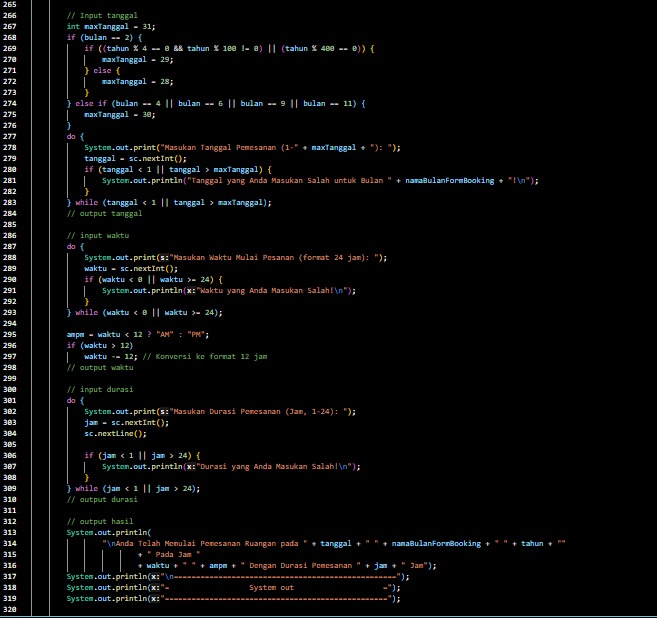 265
266 // Input tanggal
267 int maxTanggal = 31;
268 if (bulan == 2) {
269 if ((tahun % 4 == 0 && tahun % 100 != 0) || (tahun % 400 == 0)) {
270 maxTanggal = 29;
271 } else {
272 maxTanggal = 28;
273 }
274 } else if (bulan == 4 || bulan == 6 || bulan == 9 || bulan == 11) {
275 maxTanggal = 30;
276 }
277 do {
278 System.out.print("Masukan Tanggal Pemesanan (1-" + maxTanggal + "): ");
279 tanggal = sc.nextInt();
280 if (tanggal < 1 || tanggal > maxTanggal) {
281 System.out.println("Tanggal yang Anda Masukan Salah untuk Bulan " + namaBulanFormBooking + "!\n");
282 }
283 } while (tanggal < 1 || tanggal > maxTanggal);
284 // output tanggal
285
286 // input waktu
287 do {
288 System.out.print(s:"Masukan Waktu Mulai Pesanan (format 24 jam): ");
289 waktu = sc.nextInt();
290 if (waktu < 0 || waktu >= 24) {
291 System.out.println(x:"Waktu yang Anda Masukan Salah!\n");
292 }
293 } while (waktu < 0 || waktu >= 24);
294
295 ampm = waktu < 12 ? "AM" : "PM";
296 if (waktu > 12)
297 waktu -= 12; // Konversi ke format 12 jam
298 // output waktu
299
300 // input durasi
301 do {
302 System.out.print(s:"Masukan Durasi Pemesanan (Jam, 1-24): ");
303 jam = sc.nextInt();
304 sc.nextLine();
305
306 if (jam < 1 || jam > 24) {
307 System.out.println(x:"Durasi yang Anda Masukan Salah!\n");
308 }
309 } while (jam < 1 || jam > 24);
310 // output durasi
311
312 // output hasil
313 System.out.println(
314 "\nAnda Telah Memulai Pemesanan Ruangan pada " + tanggal + " " + namaBulanFormBooking + " " + tahun + ""
315 + " Pada Jam "
316 + waktu + " " + ampm + " Dengan Durasi Pemesanan " + jam + " Jam");
317 System.out.println(x:"\n==================================================");
318 System.out.println(x:"=                  System out                    =");
319 System.out.println(x:"==================================================");
320